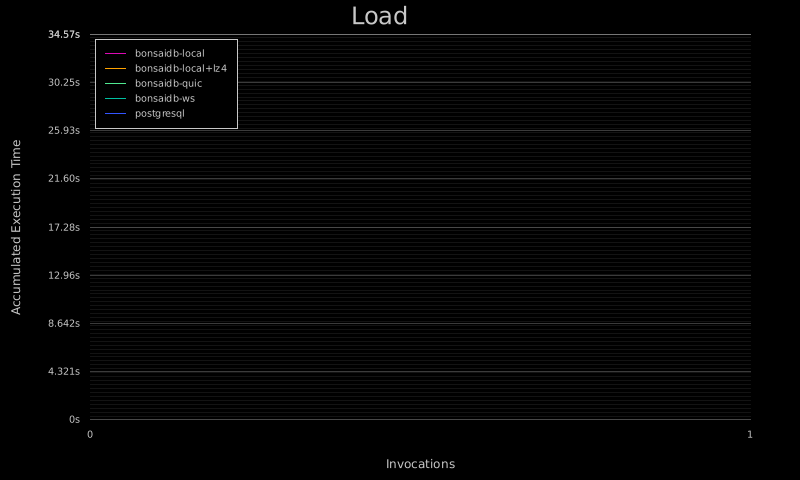 Load
34.57s
bonsaidb-local
bonsaidb-local+lz4
bonsaidb-quic
bonsaidb-ws
postgresql
30.25s
25.93s
21.60s
17.28s
12.96s
8.642s
4.321s
0s
Accumulated Execution Time
0
1
Invocations